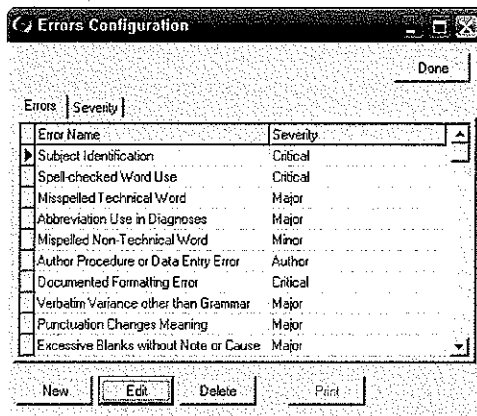 Errors Configuration
Done
Errors Severity
Error Name Severity
Subject Identification Critical
Spell-checked Word Use Critical
Misspelled Technical Word Major
Abbreviation Use in Diagnoses Major
Mispelled Non-Technical Word Minor
Author Procedure or Data Entry Error Author
Documented Formatting Error Critical
Verbatim Variance other than Grammar Major
Punctuation Changes Meaning Major
Excessive Blanks without Note or Cause Major
New Edit Delete Print